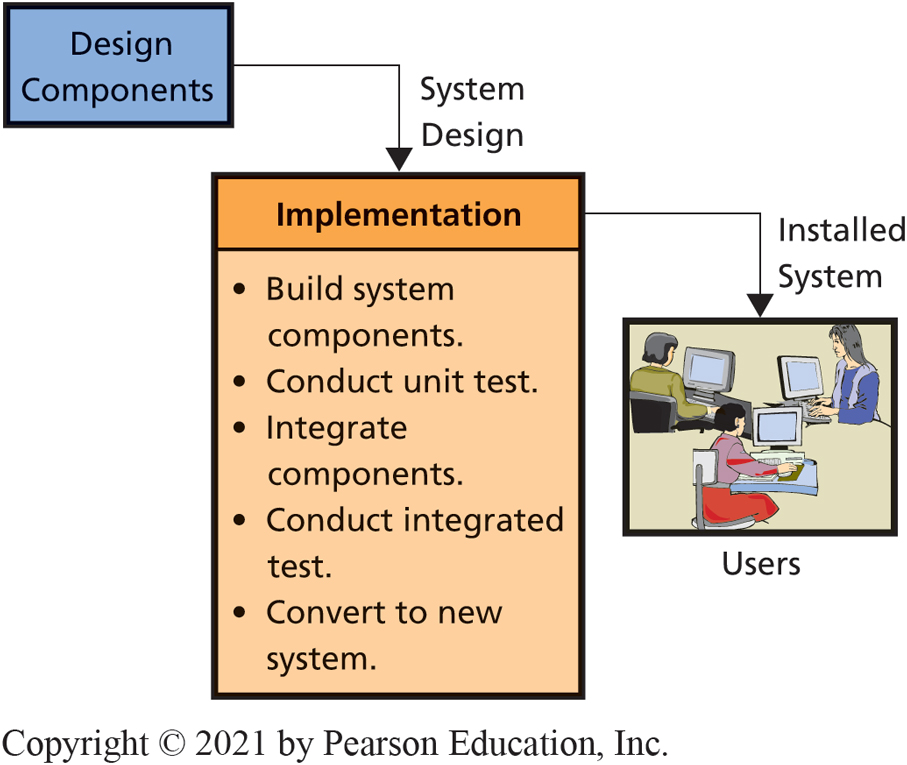 Design
Components
System
Design
Implementation
Installed
System
• Build system
components.
• Conduct unit test.
• Integrate
components.
• Conduct integrated
test.
• Convert to new
system.
Users
Copyright © 2021 by Pearson Education, Inc.